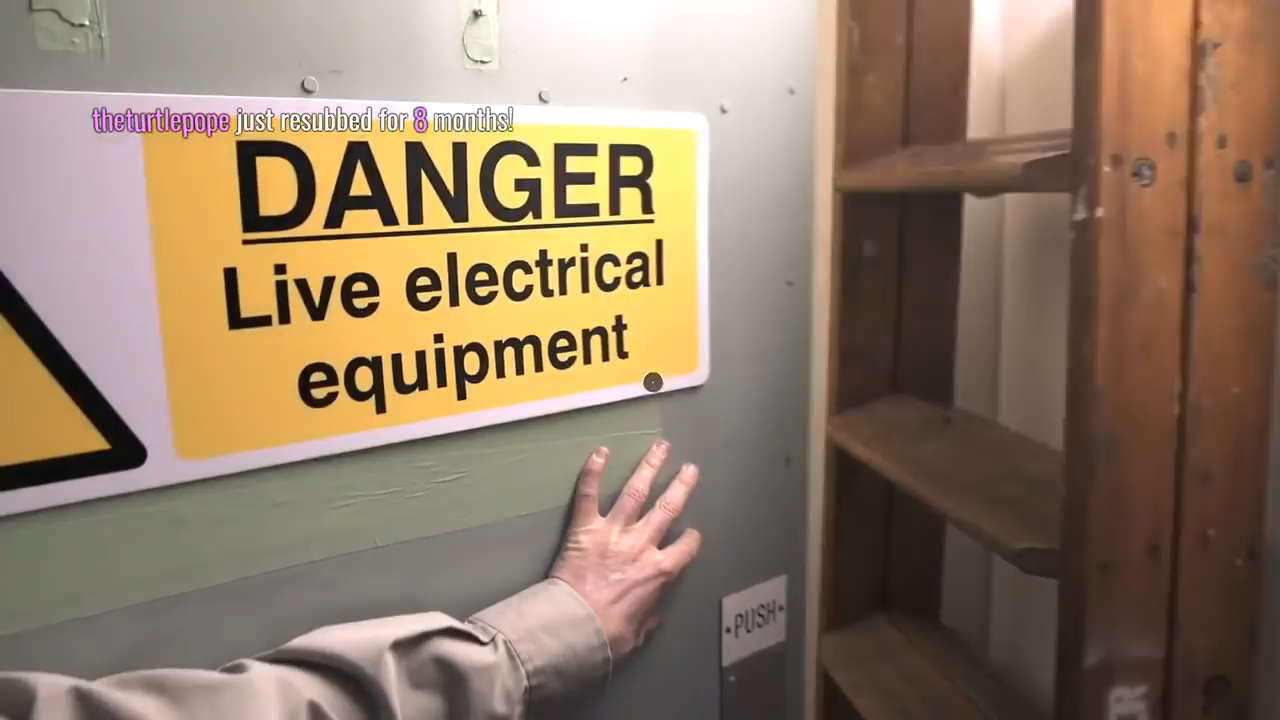 theturtlepope just resubbed for 8 months!
DANGER
Live electrical
equipment
PUSH
R